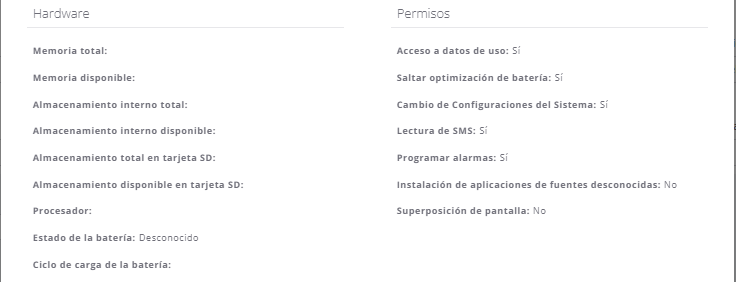 Hardware
Memoria total:
Memoria disponible:
Almacenamiento interno total:
Almacenamiento interno disponible:
Almacenamiento total en tarjeta SD:
Almacenamiento disponible en tarjeta SD:
Procesador:
Estado de la batería: Desconocido
Ciclo de carga de la batería:
Permisos
Acceso a datos de uso: Sí
Saltar optimización de batería: Sí
Cambio de Configuraciones del Sistema: Sí
Lectura de SMS: Sí
Programar alarmas: Sí
Instalación de aplicaciones de fuentes desconocidas: No
Superposición de pantalla: No